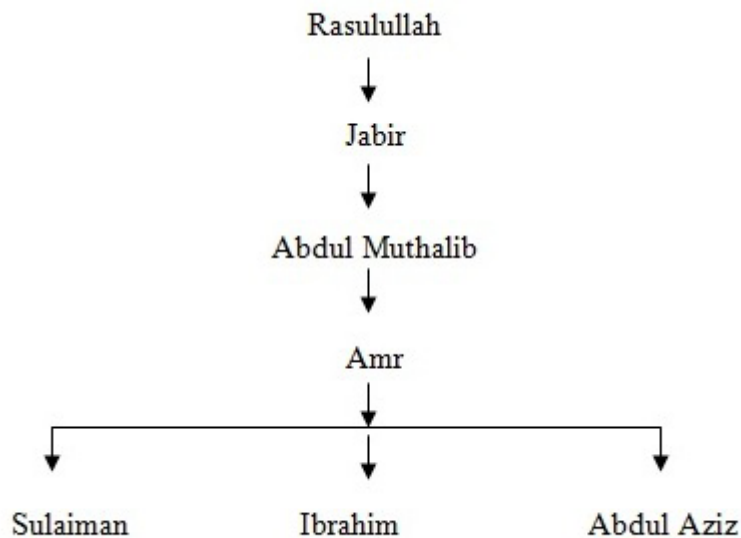 Rasulullah
Jabir
Abdul Muthalib
Amr
Sulaiman Ibrahim Abdul Aziz